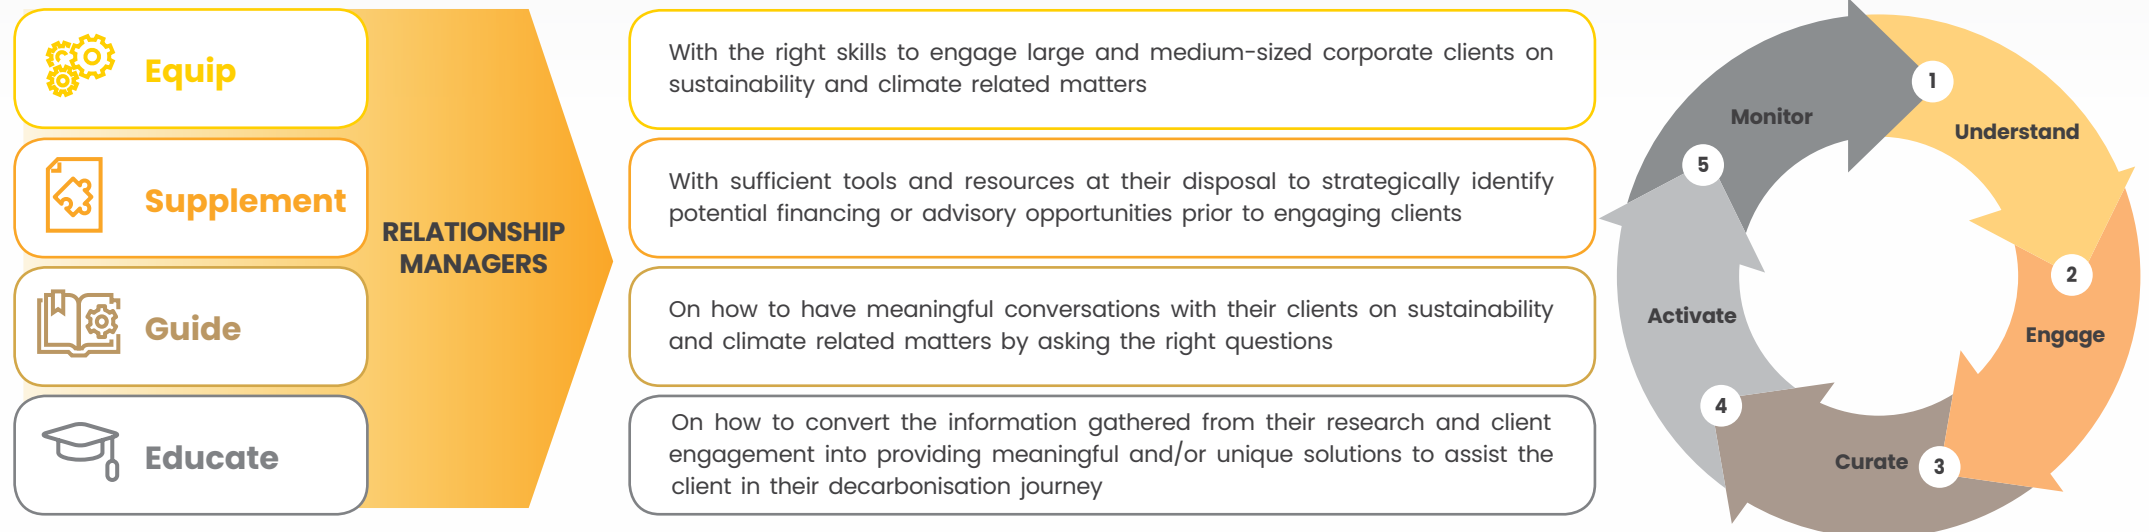 Equip
With the right skills to engage large and medium-sized corporate clients on
sustainability and climate related matters
Supplement
With sufficient tools and resources at their disposal to strategically identify
potential financing or advisory opportunities prior to engaging clients
RELATIONSHIP
MANAGERS
Guide
On how to have meaningful conversations with their clients on sustainability
and climate related matters by asking the right questions
Educate
On how to convert the information gathered from their research and client
engagement into providing meaningful and/or unique solutions to assist the
client in their decarbonisation journey
1
Understand
2
Engage
3
Curate
4
Activate
5
Monitor